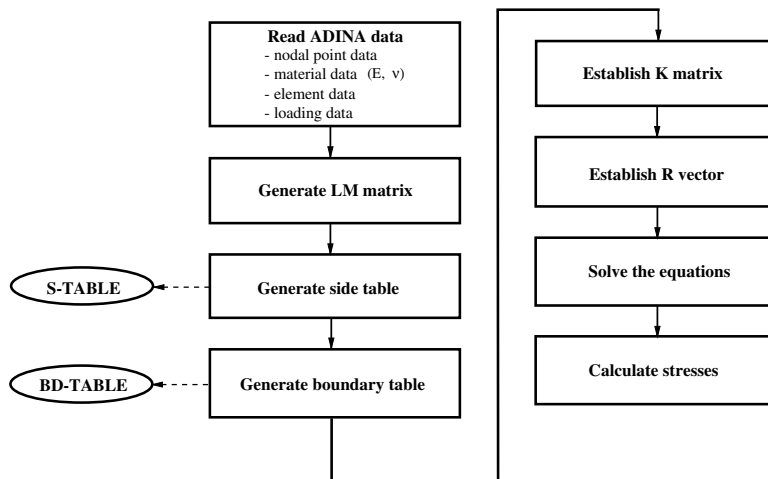 Read ADINA data
- nodal point data
- material data (E, ν)
- element data
- loading data
Generate LM matrix
S-TABLE
Generate side table
BD-TABLE
Generate boundary table
Establish K matrix
Establish R vector
Solve the equations
Calculate stresses